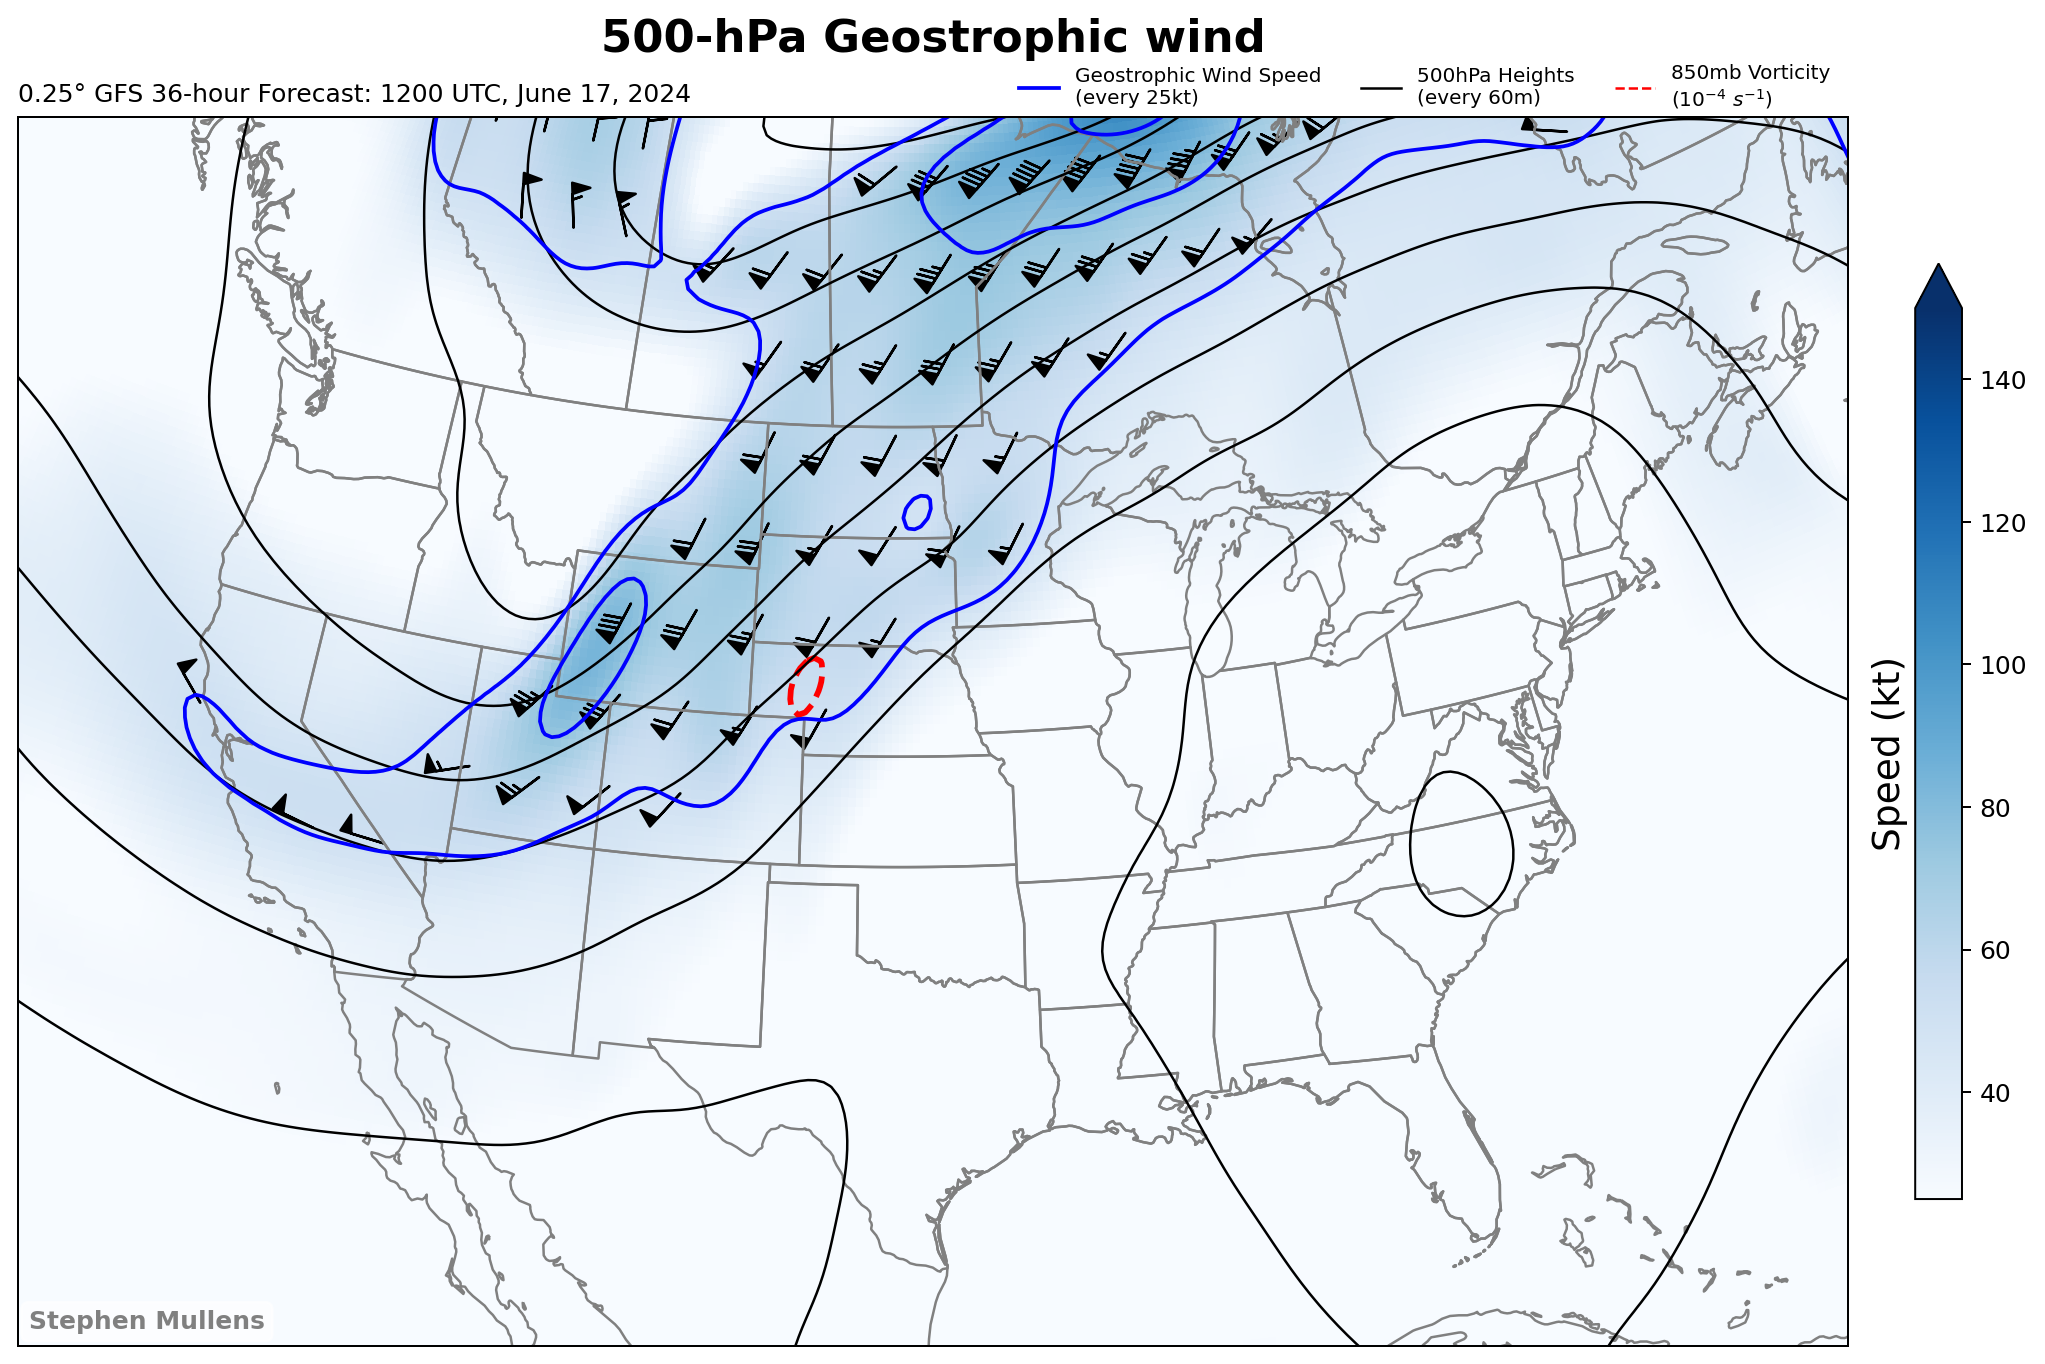 500-hPa Geostrophic wind
0.25° GFS 36-hour Forecast: 1200 UTC, June 17, 2024
Geostrophic Wind Speed
(every 25kt)
500hPa Heights
(every 60m)
850mb Vorticity
(10⁻⁴ s⁻¹)
140
120
100
80
60
40
Speed (kt)
Stephen Mullens